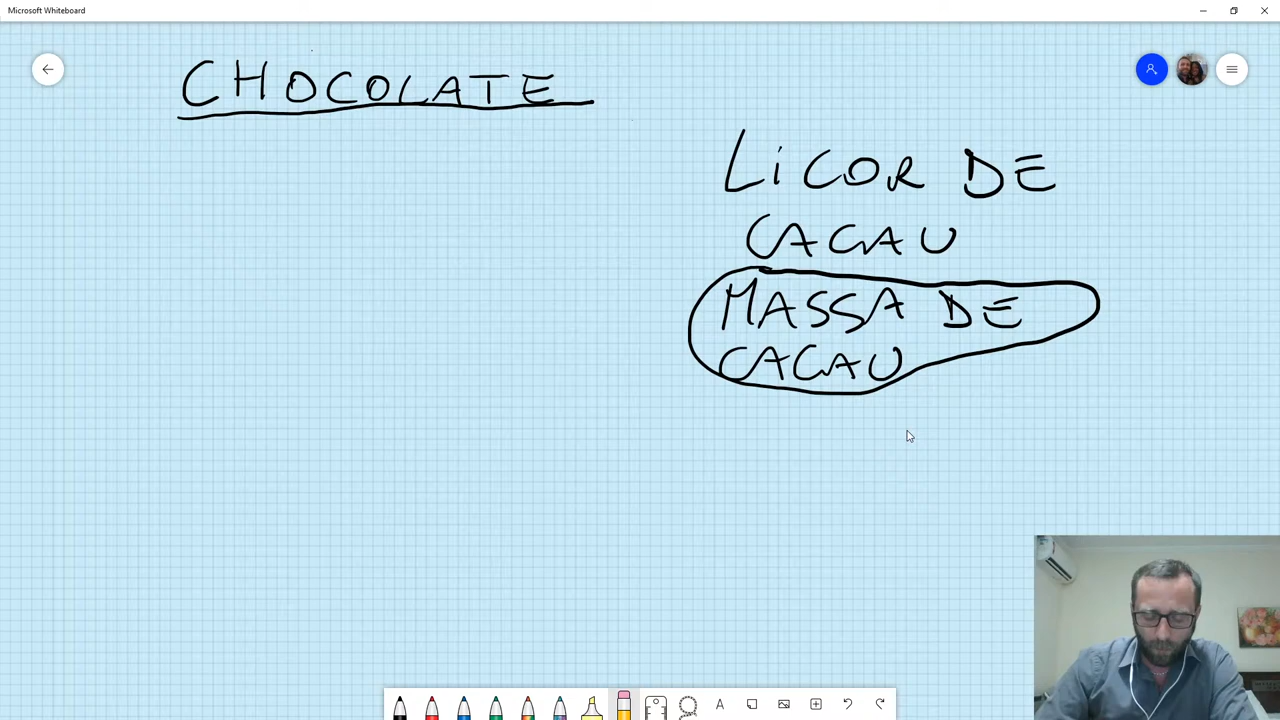 Microsoft Whiteboard
CHOCOLATE
LiCOR DE
CACAU
MASSA DE
CACAU
A